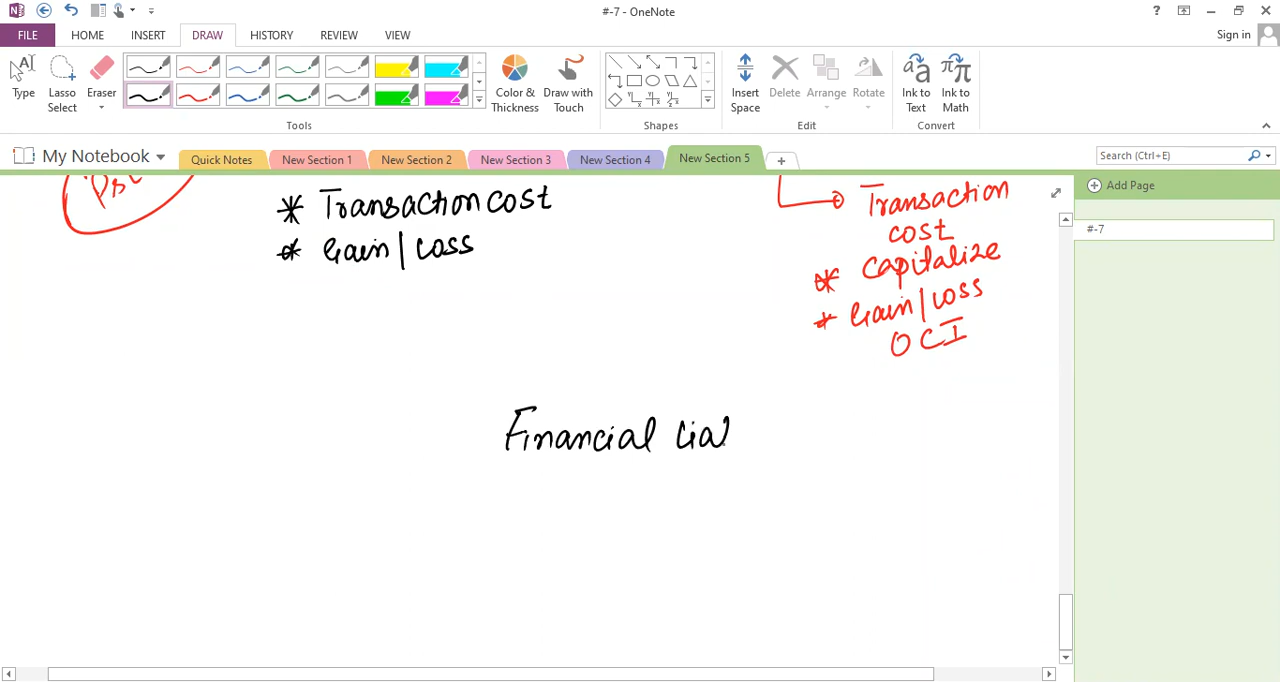 #-7 - OneNote
?
FILE HOME INSERT DRAW HISTORY REVIEW VIEW
Sign in
Type
Lasso Select
Eraser
Color & Thickness
Draw with Touch
Insert Space
Delete
Arrange
Rotate
Ink to Text
Ink to Math
Tools
Shapes
Edit
Convert
My Notebook
Quick Notes
New Section 1
New Section 2
New Section 3
New Section 4
New Section 5
Search (Ctrl+E)
Add Page
#-7
* Transaction cost
* Gain/Loss
Transaction
cost
* Capitalize
* Gain/Loss
OCI
Financial Lia